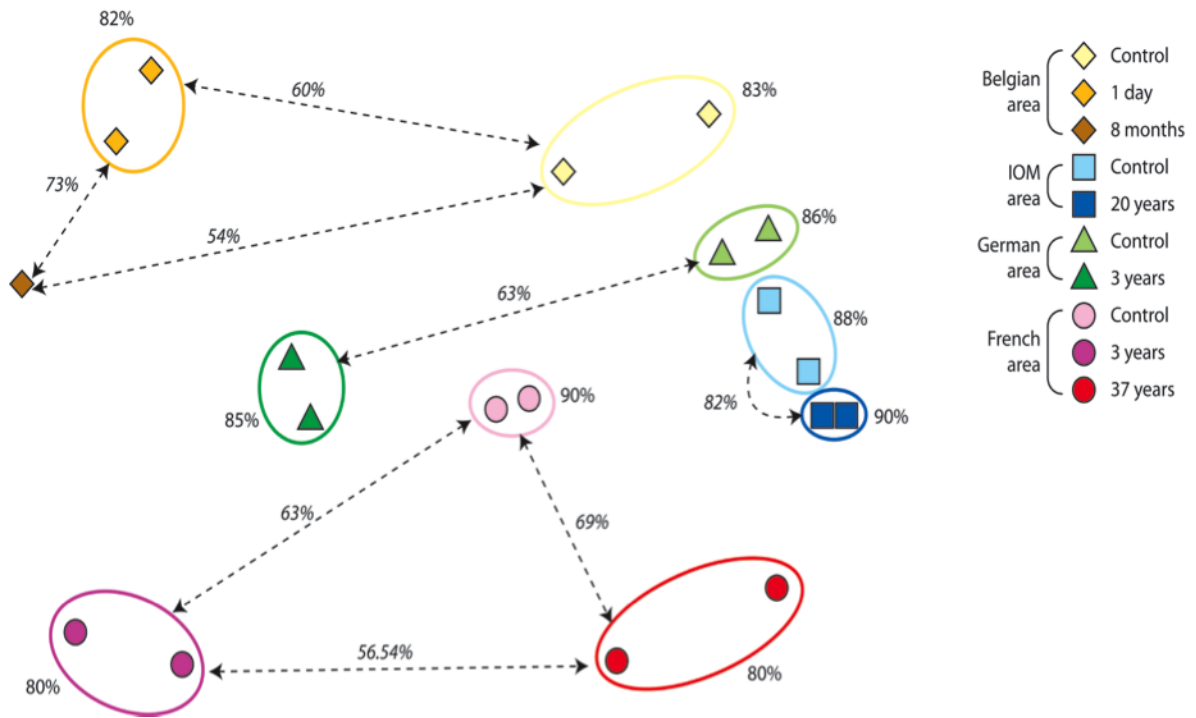 82%
60%
83%
73%
54%
86%
63%
88%
82%
90%
85%
90%
63%
69%
56.54%
80%
80%
Belgian area
Control
1 day
8 months
IOM area
Control
20 years
German area
Control
3 years
French area
Control
3 years
37 years